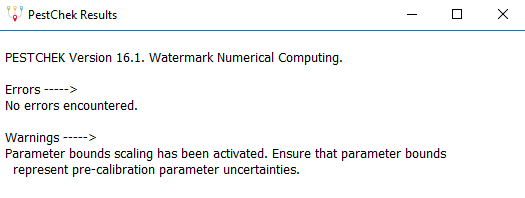 PestChek Results
PESTCHEK Version 16.1. Watermark Numerical Computing.
Errors ----->
No errors encountered.
Warnings ----->
Parameter bounds scaling has been activated. Ensure that parameter bounds
represent pre-calibration parameter uncertainties.